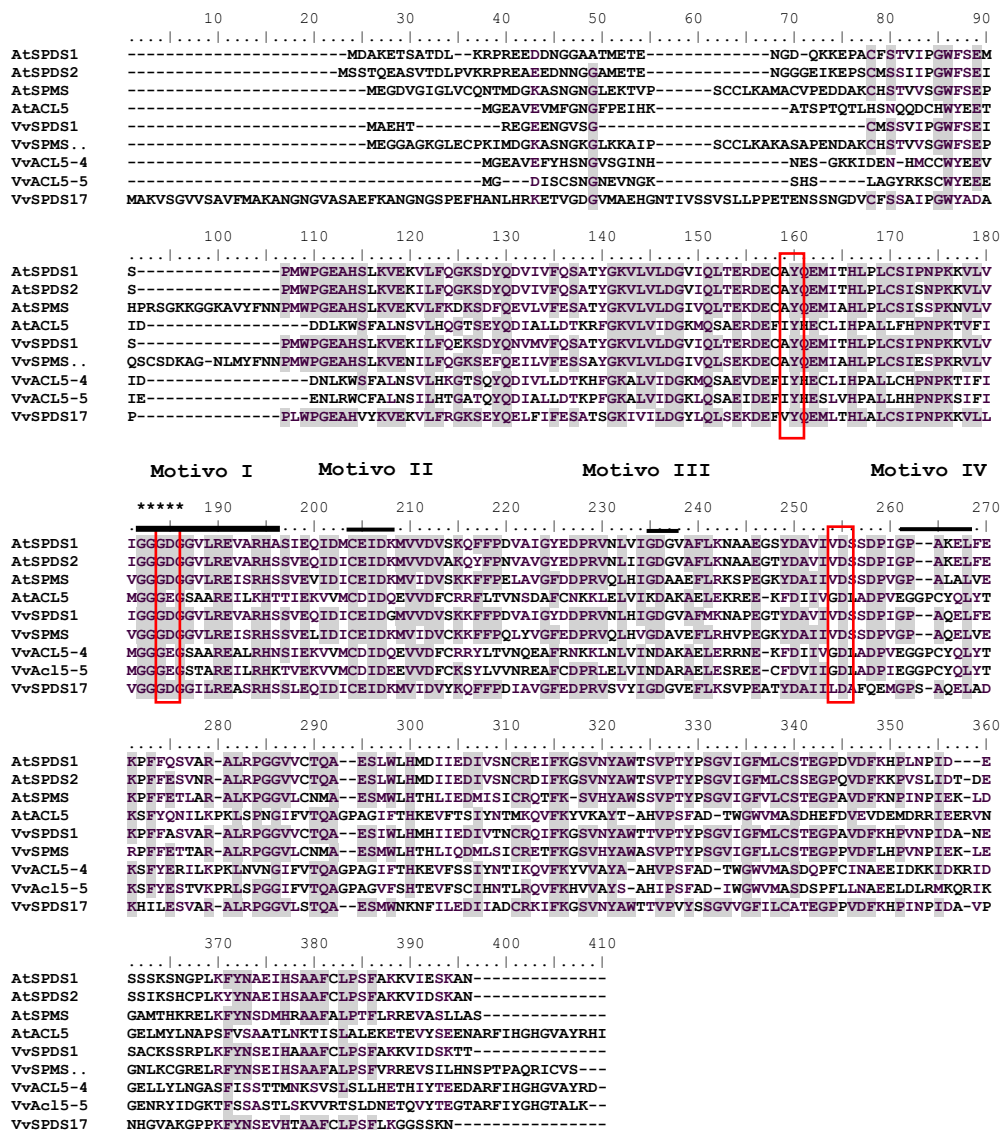 10 20 30 40 50 60 70 80 90
AtSPDS1 -----------------------MDAKETSATDL--KRPREEDDNGGAATMETE------------NGD-QKKEPACFSTVIPGWFSEM
AtSPDS2 ----------------------MSSTQEASVTDLPVKRPREAEEDNNGGAMETE------------NGGGEIKEPSCMSSIIPGWFSEI
AtSPMS -------------------------MEGDVGIGLVCQNTMDGKASNGNGLEKTVP------SCCLKAMACVPEDDAKCHSTVVSGWFSEP
AtACL5 -------------------------------------MGEAVEVMFGNGFPEIHK------------ATSPTQTLHSNQQDCHWYEET
VvSPDS1 -------------------------MAEHT-------REGEENGVSG----------------------------CMSSVIPGWFSEI
VvSPMS.. -------------------------MEGGAGKGLECPKIMDGKASNGKGLKKAIP------SCCLKAKASAPENDAKCHSTVVSGWFSEP
VvACL5-4 -------------------------------------MGEAVEFYHSNGVSGINH------------NES-GKKIDEN-HMCCWYEEV
VvACL5-5 -------------------------------------MG--DISCSNGNEVNGK------------SHS---LAGYRKSCWYEEE
VvSPDS17 MAKVSGVVSAVFMAKANGNGVASAEFKANGNGSPEFHANLHRKETVGDGVMAEHGNTIVSSVSLLPPETENSSNGDVCFSSAIPGWYADA
100 110 120 130 140 150 160 170 180
AtSPDS1 S---------------PMWPGEAHSLKVEKVLFQGKSDYQDVIVFQSATYGKVLVLDGVIQLTERDECAYQEMITHLPLCSIPNPKKVLV
AtSPDS2 S---------------PMWPGEAHSLKVEKILFQGKSDYQDVIVFQSATYGKVLVLDGVIQLTERDECAYQEMITHLPLCSISNPKKVLV
AtSPMS HPRSGKKGGKAVYFNNPMWPGEAHSLKVEKVLFKDKSDFQEVLVFESATYGKVLVLDGIVQLTEKDECAYQEMIAHLPLCSISSPKNVLV
AtACL5 ID-----------------DDLKWSFALNSVLHQGTSEYQDIALLDTKRFGKVLVIDGKMQSAERDEFIYHECLIHPALLFHPNPKTVFI
VvSPDS1 S---------------PMWPGEAHSLKVEKILFQEKSDYQNVMVFQSSTYGKVLVLDGVIQLTERDECAYQEMITHLPLCSIPNPKKVLV
VvSPMS.. QSCSDKAG-NLMYFNNPMWPGEAHSLKVENILFQGKSEFQEILVFESSAYGKVLVLDGIVQLSEKDECAYQEMIAHLPLCSIESPKRVLV
VvACL5-4 ID-----------------DNLKWSFALNSVLHKGTSQYQDIVLLDTKHFGKALVIDGKMQSAEVDEFIYHECLIHPALLCHPNPKTIFI
VvACL5-5 IE-----------------ENLRWCFALNSILHTGATQYQDIALLDTKPFGKALVIDGKLQSAEIDEFIYHESLVHPALLHHPNPKSIFI
VvSPDS17 P---------------PLWPGEAHVYKVEKVLFRGKSEYQELFIFESATSGKIVILDGYLQLSEKDEFVYQEMLTHLALCSIPNPKKVLL
Motivo I Motivo II Motivo III Motivo IV
*****
190 200 210 220 230 240 250 260 270
AtSPDS1 IGGGDGGVLREVARHASIEQIDMCEIDKMVVDVSKQFFPDVAIGYEDPRVNLVIGDGVAFLKNAAEGSYDAVIVDSSDPIGP--AKELFE
AtSPDS2 IGGGDGGVLREVARHSSVEQIDICEIDKMVVDVAKQYFPNVAVGYEDPRVNLIIGDGVAFLKNAAEGTYDAVIVDSSDPIGP--AKELFE
AtSPMS VGGGDGGVLREISRHSSVEVIDICEIDKMVIDVSKKFFPELAVGFDDPRVQLHIGDAAEFLRKSPEGKYDAIIVDSSDPVGP--ALALVE
AtACL5 MGGGEGSAAREILKHTTIEKVVMCDIDQEVVDFCRRFLTVNSDAFCNKKLELVIKDAKAELEKREE-KFDIIVGDLADPVEGGPCYQLYT
VvSPDS1 IGGGDGGVLREVSRHSSVEQIDICEIDGMVIDVSKKFFPDVAIGYDDPRVNLHIGDGVAFMKNAPEGTYDAVIVDSSDPIGP--AQELFE
VvSPMS VGGGDGGVLREISRHSSVELIDICEIDKMVIDVCKKFFPQLYVGFEDPRVQLHVGDAVEFLRHVPEGKYDAIIVDSSDPVGP--AQELVE
VvACL5-4 MGGGEGSAAREALRHNSIEKVVMCDIDQEVVDFCRRYLTVNQEAFRNKKLNLVINDAKAELERRNE-KFDIIVGDLADPIEGGPCYQLYT
VvAcl5-5 MGGGEGSTAREILRHKTVEKVVMCDIDEEVVDFCKSYLVVNREAFCDPRLELVINDARAELESREE-CFDVIIGDLADPIEGGPCYQLYT
VvSPDS17 VGGGDGGILREASRHSSLEQIDICEIDKMVIDVYKQFFPDIAVGFEDPRVSVYIGDGVEFLKSVPEATYDAIILDAFQEMGPS-AQELAD
280 290 300 310 320 330 340 350 360
AtSPDS1 KPFFQSVAR-ALRPGGVVCTQA--ESLWLHMDIIEDIVSNCREIFKGSVNYAWTSVPTYPSGVIGFMLCSTEGPDVDFKHPLNPID---E
AtSPDS2 KPFFESVNR-ALRPGGVVCTQA--ESLWLHMDIIEDIVSNCRDIFKGSVNYAWTSVPTYPSGVIGFMLCSSEGPQVDFKKPVSLIDT-DE
AtSPMS KPFFETLAR-ALKPGGVLCNMA--ESMWLHTHLIEDMISICRQTFK-SVHYAWSSVPTYPSGVIGFVLCSTEGPAVDFKNPINPIEK-LD
AtACL5 KSFYQNILKPKLSPNGIFVTQAGPAGIFTHKEVFTSIYNTMKQVFKYVKAYT-AHVPSFAD-TWGWVMASDHEFDVEVDEMDRRIEERVN
VvSPDS1 KPFFASVAR-ALRPGGVVCTQA--ESIWLHMHIIEDIVTNCRQIFKGSVNYAWTTVPTYPSGVIGFMLCSTEGPAVDFKHPVNPIDA-NE
VvSPMS RPFFETTAR-ALRPGGVLCNMA--ESMWLHTHLIQDMLSICRETFKGSVHYAWASVPTYPSGVIGFLLCSTEGPPVDFLHPVNPIEK-LE
VvACL5-4 KSFYERILKPKLNVNGIFVTQAGPAGIFTHKEVFSSIYNTIKQVFKYVVAYA-AHVPSFAD-TWGWVMASDQPFCINAEEIDKKIDRRID
VvAcl5-5 KSFYESTVKPRLSPGGIFVTQAGPAGVFSHTEVFSCIHNTLRQVFKHVVAYS-AHIPSFAD-IWGWVMASDSPFLLNAEELDLRMKQRIK
VvSPDS17 KHILESVAR-ALRPGGVLSTQA--ESMWNKNFILEDIIADCRKIFKGSVNYAWTTVPVYSSGVVGFILCATEGPPVDFKHPINPIDA-VP
370 380 390 400 410
AtSPDS1 SSSKSNGPLKFYNAEIHSAAFCLPSFAKKVIESKAN------------
AtSPDS2 SSIKSHCPLKYYNAEIHSAAFCLPSFAKKVIDSKAN------------
AtSPMS GAMTHKRELKFYNSDMHRAAFALPTFLRREVASLLAS-----------
AtACL5 GELMYLNAPSFVSAATLNKTISLALEKETEVYSEENARFIHGHGVAYRHI
VvSPDS1 SACKSSRPLKFYNSEIHAAAFCLPSFAKKVIDSKTT------------
VvSPMS.. GNLKCGRELRFYNSEIHSAAFALPSFVRREVSILHNSPTPAQRICVS--
VvACL5-4 GELLYLNGASFISSTTMNKSVSLSLLHETHIYTEEDARFIHGHGVAYRD-
VvAcl5-5 GENRYIDGKTFSSASTLSKVVRTSLDNETQVYTEGTARFIYGHGTALK--
VvSPDS17 NHGVAKGPPKFYNSEVHTAAFCLPSFLKGGSSKN--------------